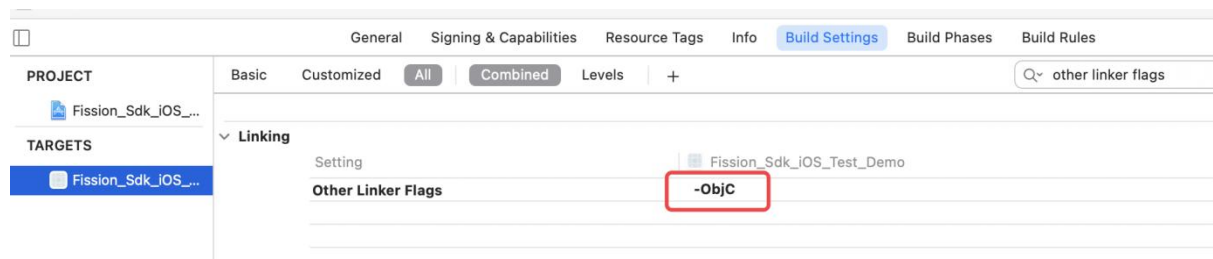 General Signing & Capabilities Resource Tags Info Build Settings Build Phases Build Rules
PROJECT Basic Customized All Combined Levels + other linker flags
Fission_Sdk_iOS_...
TARGETS
Linking
Setting Fission_Sdk_iOS_Test_Demo
Fission_Sdk_iOS_...
Other Linker Flags -ObjC